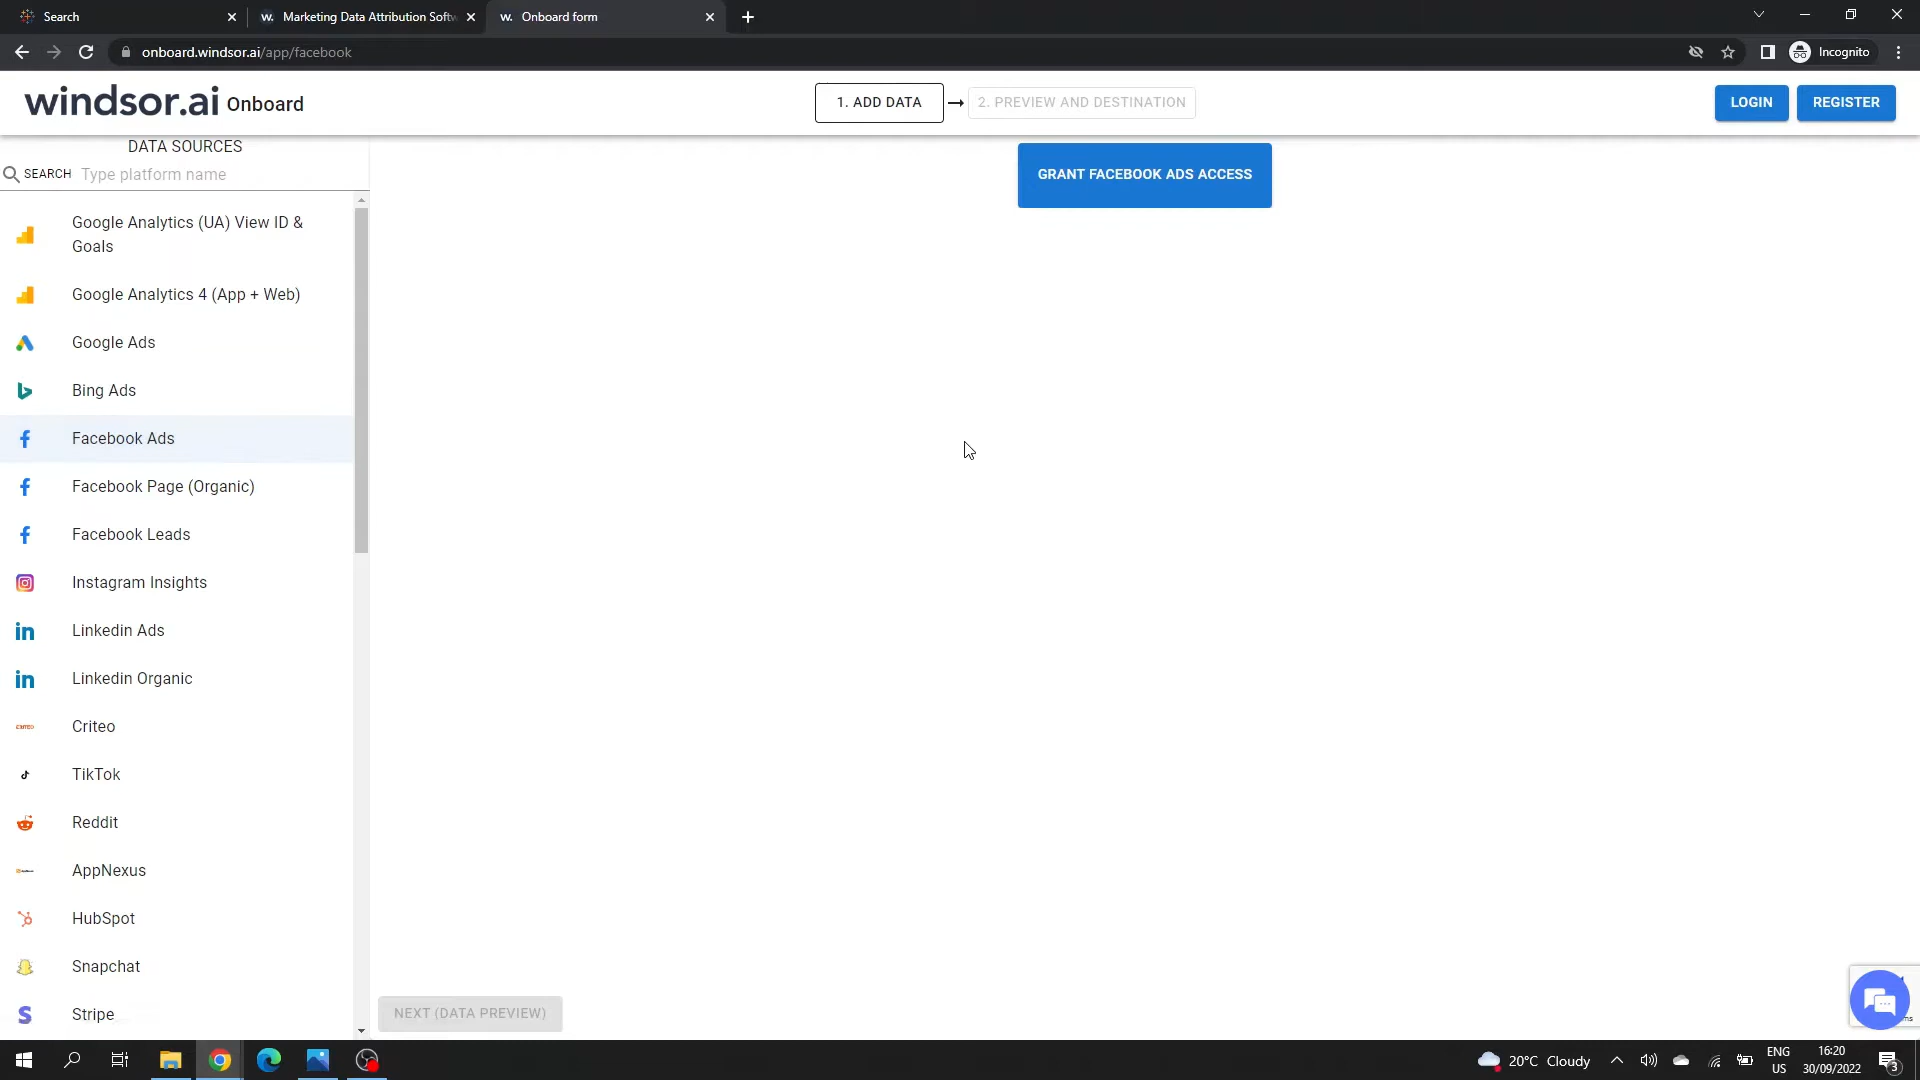 Search
w. Marketing Data Attribution Softw
w. Onboard form
onboard.windsor.ai/app/facebook
Incognito
windsor.ai Onboard
1. ADD DATA
2. PREVIEW AND DESTINATION
LOGIN
REGISTER
DATA SOURCES
SEARCH Type platform name
GRANT FACEBOOK ADS ACCESS
Google Analytics (UA) View ID &
Goals
Google Analytics 4 (App + Web)
Google Ads
Bing Ads
Facebook Ads
Facebook Page (Organic)
Facebook Leads
Instagram Insights
Linkedin Ads
Linkedin Organic
Criteo
TikTok
Reddit
AppNexus
HubSpot
Snapchat
Stripe
NEXT (DATA PREVIEW)
20°C Cloudy
ENG
US
16:20
30/09/2022
3